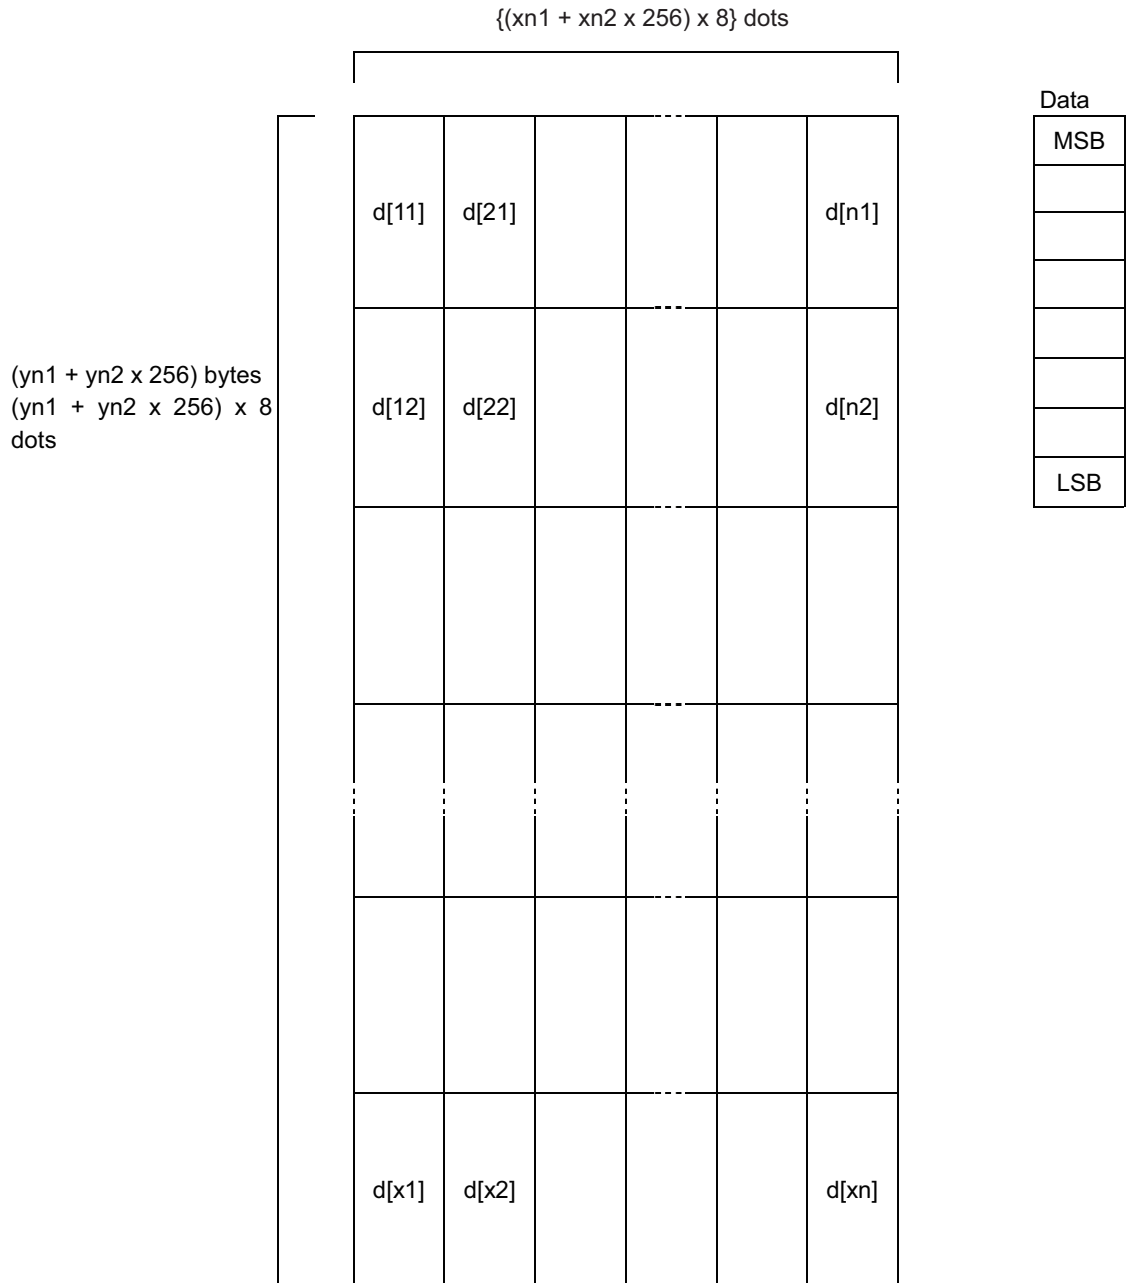 {(xn1 + xn2 x 256) x 8} dots
Data
MSB
d[11] d[21] d[n1]
(yn1 + yn2 x 256) bytes
(yn1 + yn2 x 256) x 8
dots
d[12] d[22] d[n2]
LSB
d[x1] d[x2] d[xn]